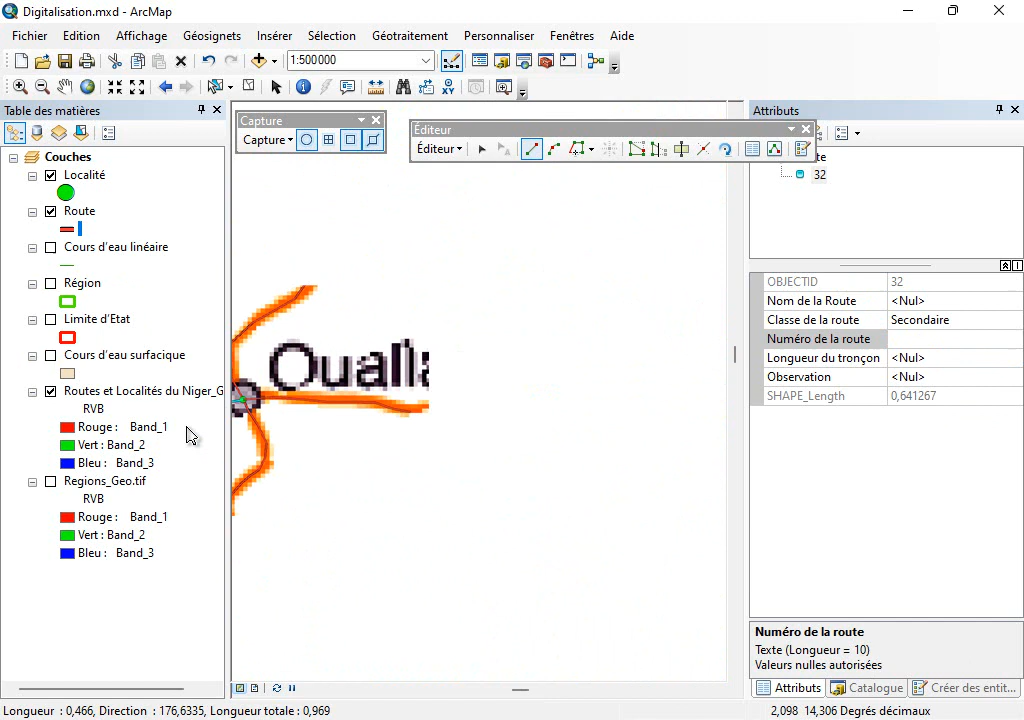 Digitalisation.mxd - ArcMap
Fichier Edition Affichage Géosignets Insérer Sélection Géotraitement Personnaliser Fenêtres Aide
1:500000
Table des matières
Couches
Localité
Route
Cours d'eau linéaire
Région
Limite d'Etat
Cours d'eau surfacique
Routes et Localités du Niger_G
RVB
Rouge : Band_1
Vert : Band_2
Bleu : Band_3
Regions_Geo.tif
RVB
Rouge : Band_1
Vert : Band_2
Bleu : Band_3
Capture
Capture
Éditeur
Éditeur
Oualla
Attributs
te
32
OBJECTID 32
Nom de la Route <Nul>
Classe de la route Secondaire
Numéro de la route
Longueur du tronçon <Nul>
Observation <Nul>
SHAPE_Length 0,641267
Numéro de la route
Texte (Longueur = 10)
Valeurs nulles autorisées
Attributs Catalogue Créer des entit...
Longueur : 0,466, Direction : 176,6335, Longueur totale : 0,969
2,098 14,306 Degrés décimaux